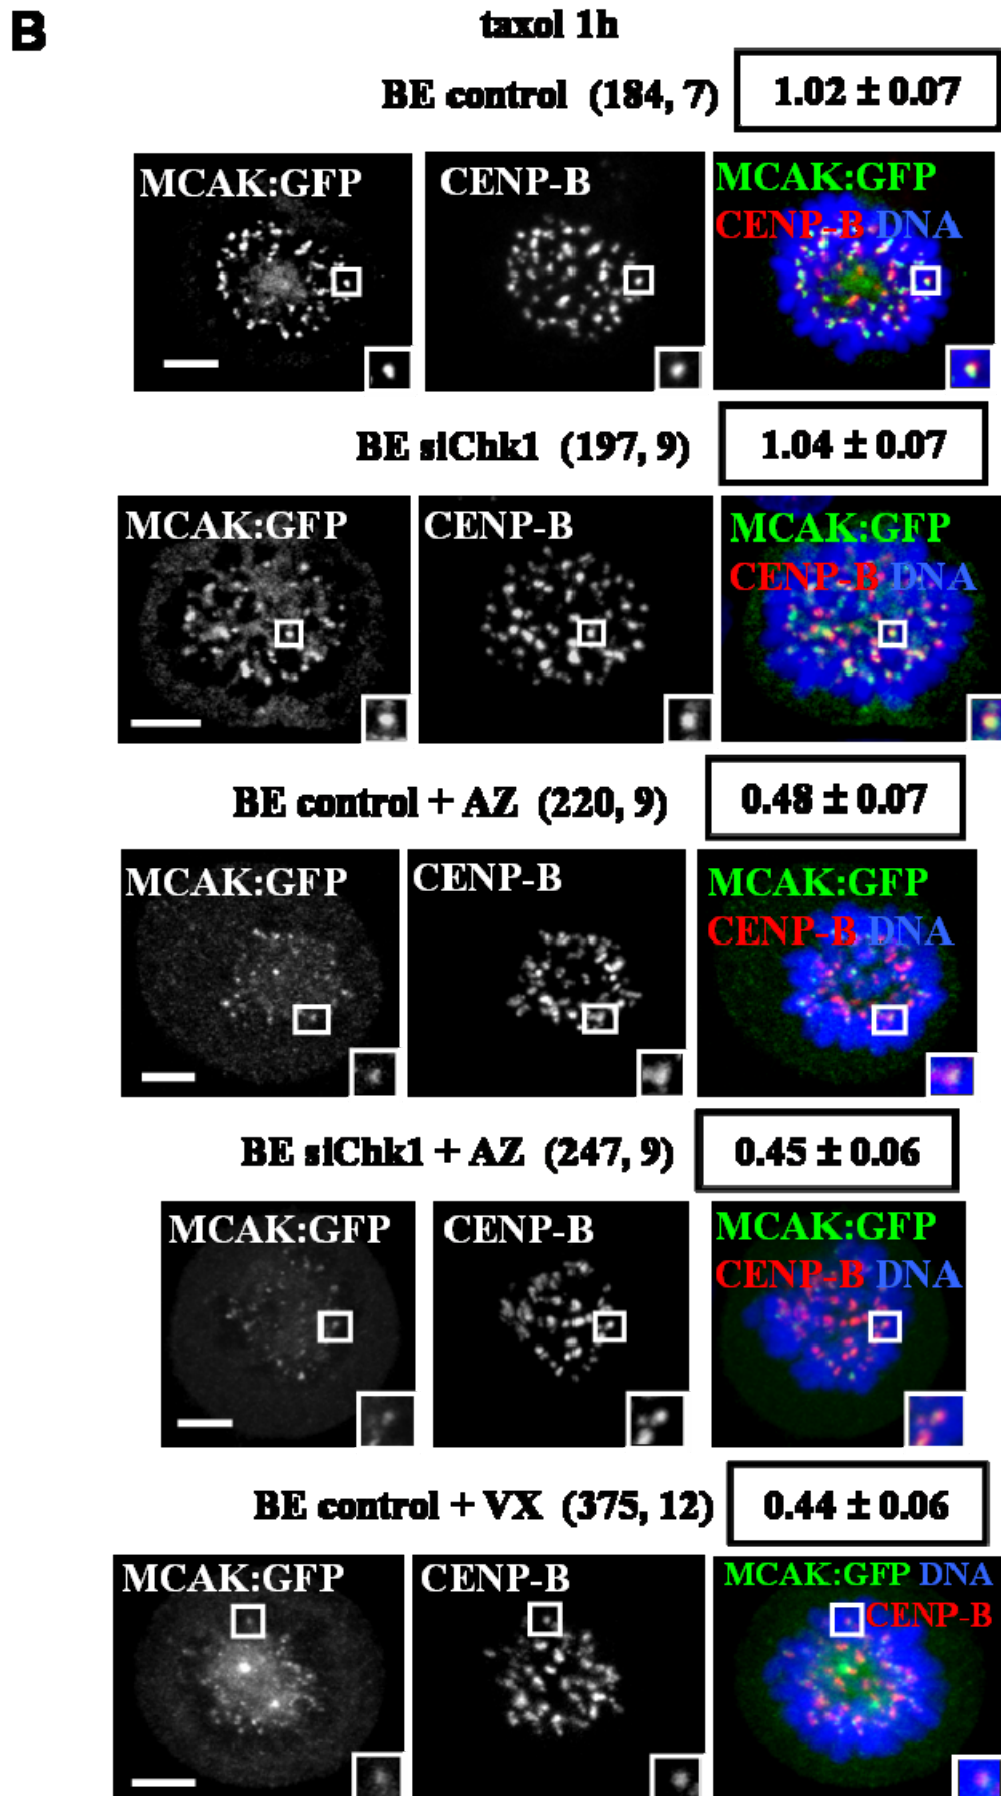 B
taxol 1h
BE control (184, 7) 1.02 ± 0.07
MCAK:GFP CENP-B MCAK:GFP
CENP-B DNA
BE siChk1 (197, 9) 1.04 ± 0.07
MCAK:GFP CENP-B MCAK:GFP
CENP-B DNA
BE control + AZ (220, 9) 0.48 ± 0.07
MCAK:GFP CENP-B MCAK:GFP
CENP-B DNA
BE siChk1 + AZ (247, 9) 0.45 ± 0.06
MCAK:GFP CENP-B MCAK:GFP
CENP-B DNA
BE control + VX (375, 12) 0.44 ± 0.06
MCAK:GFP CENP-B MCAK:GFP DNA
CENP-B